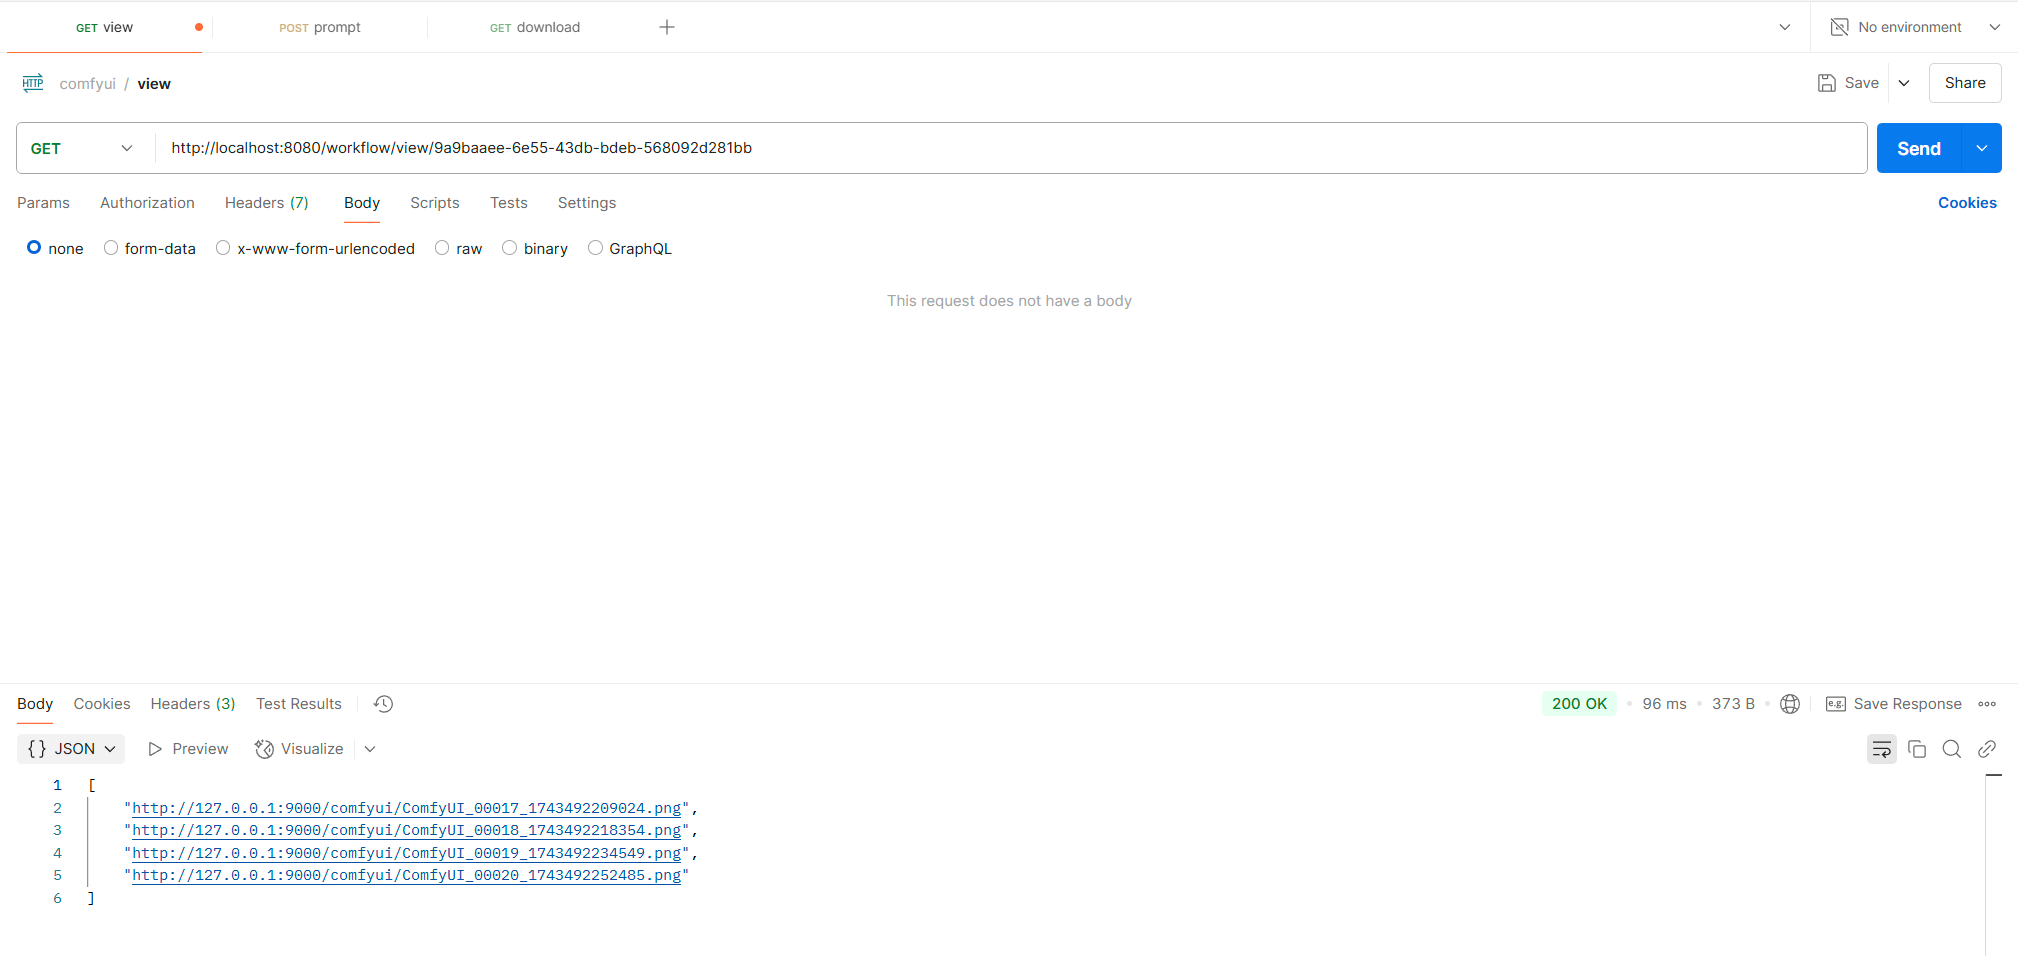 GET view POST prompt GET download No environment
HTTP comfyui / view Save Share
GET http://localhost:8080/workflow/view/9a9baaee-6e55-43db-bdeb-568092d281bb Send
Params Authorization Headers (7) Body Scripts Tests Settings Cookies
none form-data x-www-form-urlencoded raw binary GraphQL
This request does not have a body
Body Cookies Headers (3) Test Results 200 OK • 96 ms • 373 B • e.g. Save Response
{} JSON Preview Visualize
1 [
2 "http://127.0.0.1:9000/comfyui/ComfyUI_00017_1743492209024.png",
3 "http://127.0.0.1:9000/comfyui/ComfyUI_00018_1743492218354.png",
4 "http://127.0.0.1:9000/comfyui/ComfyUI_00019_1743492234549.png",
5 "http://127.0.0.1:9000/comfyui/ComfyUI_00020_1743492252485.png"
6 ]